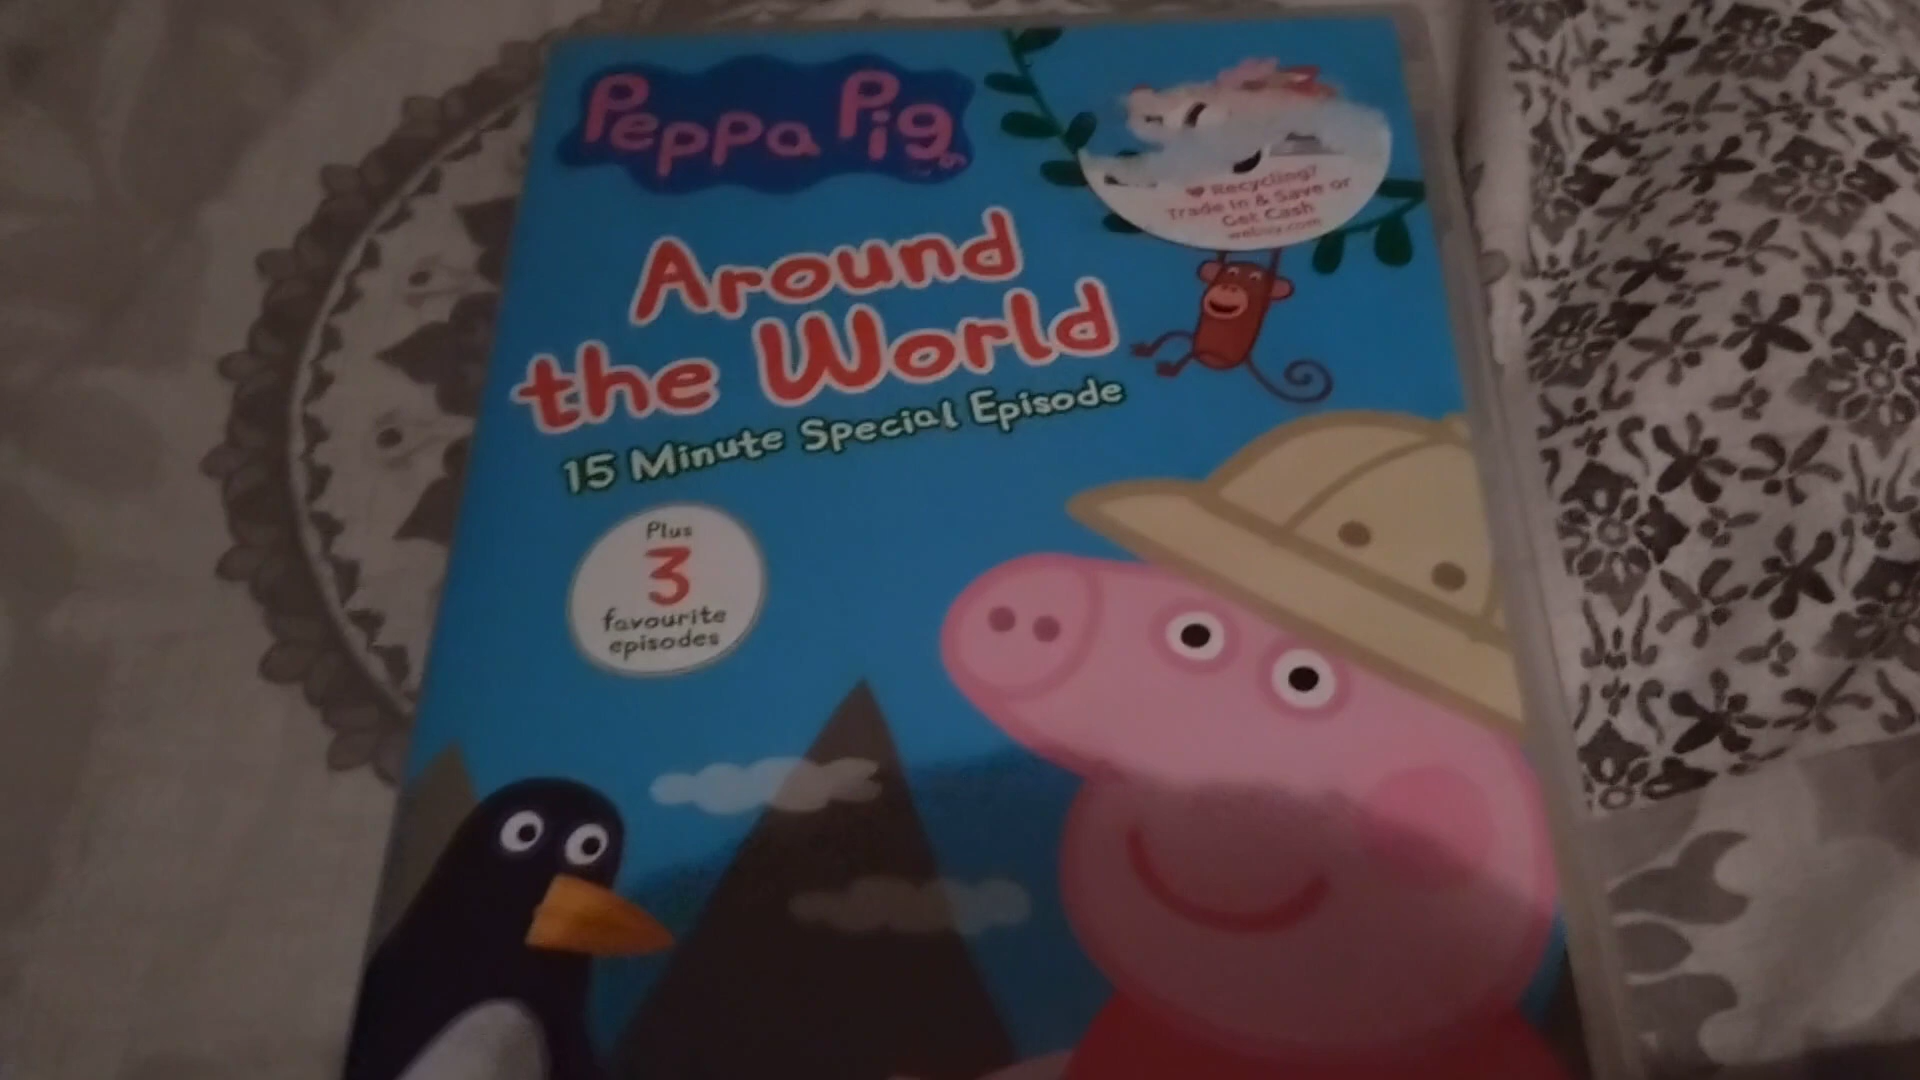 Peppa Pig
Around
the World
15 Minute Special Episode
Plus
3
favourite
episodes
Recycling?
Trade In & Save or
Get Cash